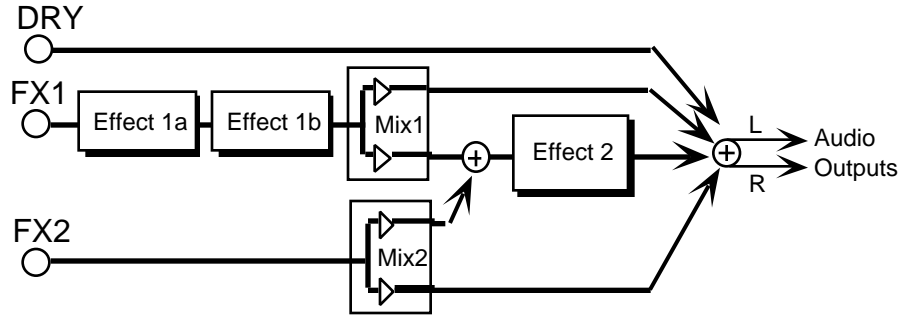 DRY
FX1
Effect 1a
Effect 1b
Mix1
Effect 2
L
R
Audio
Outputs
FX2
Mix2